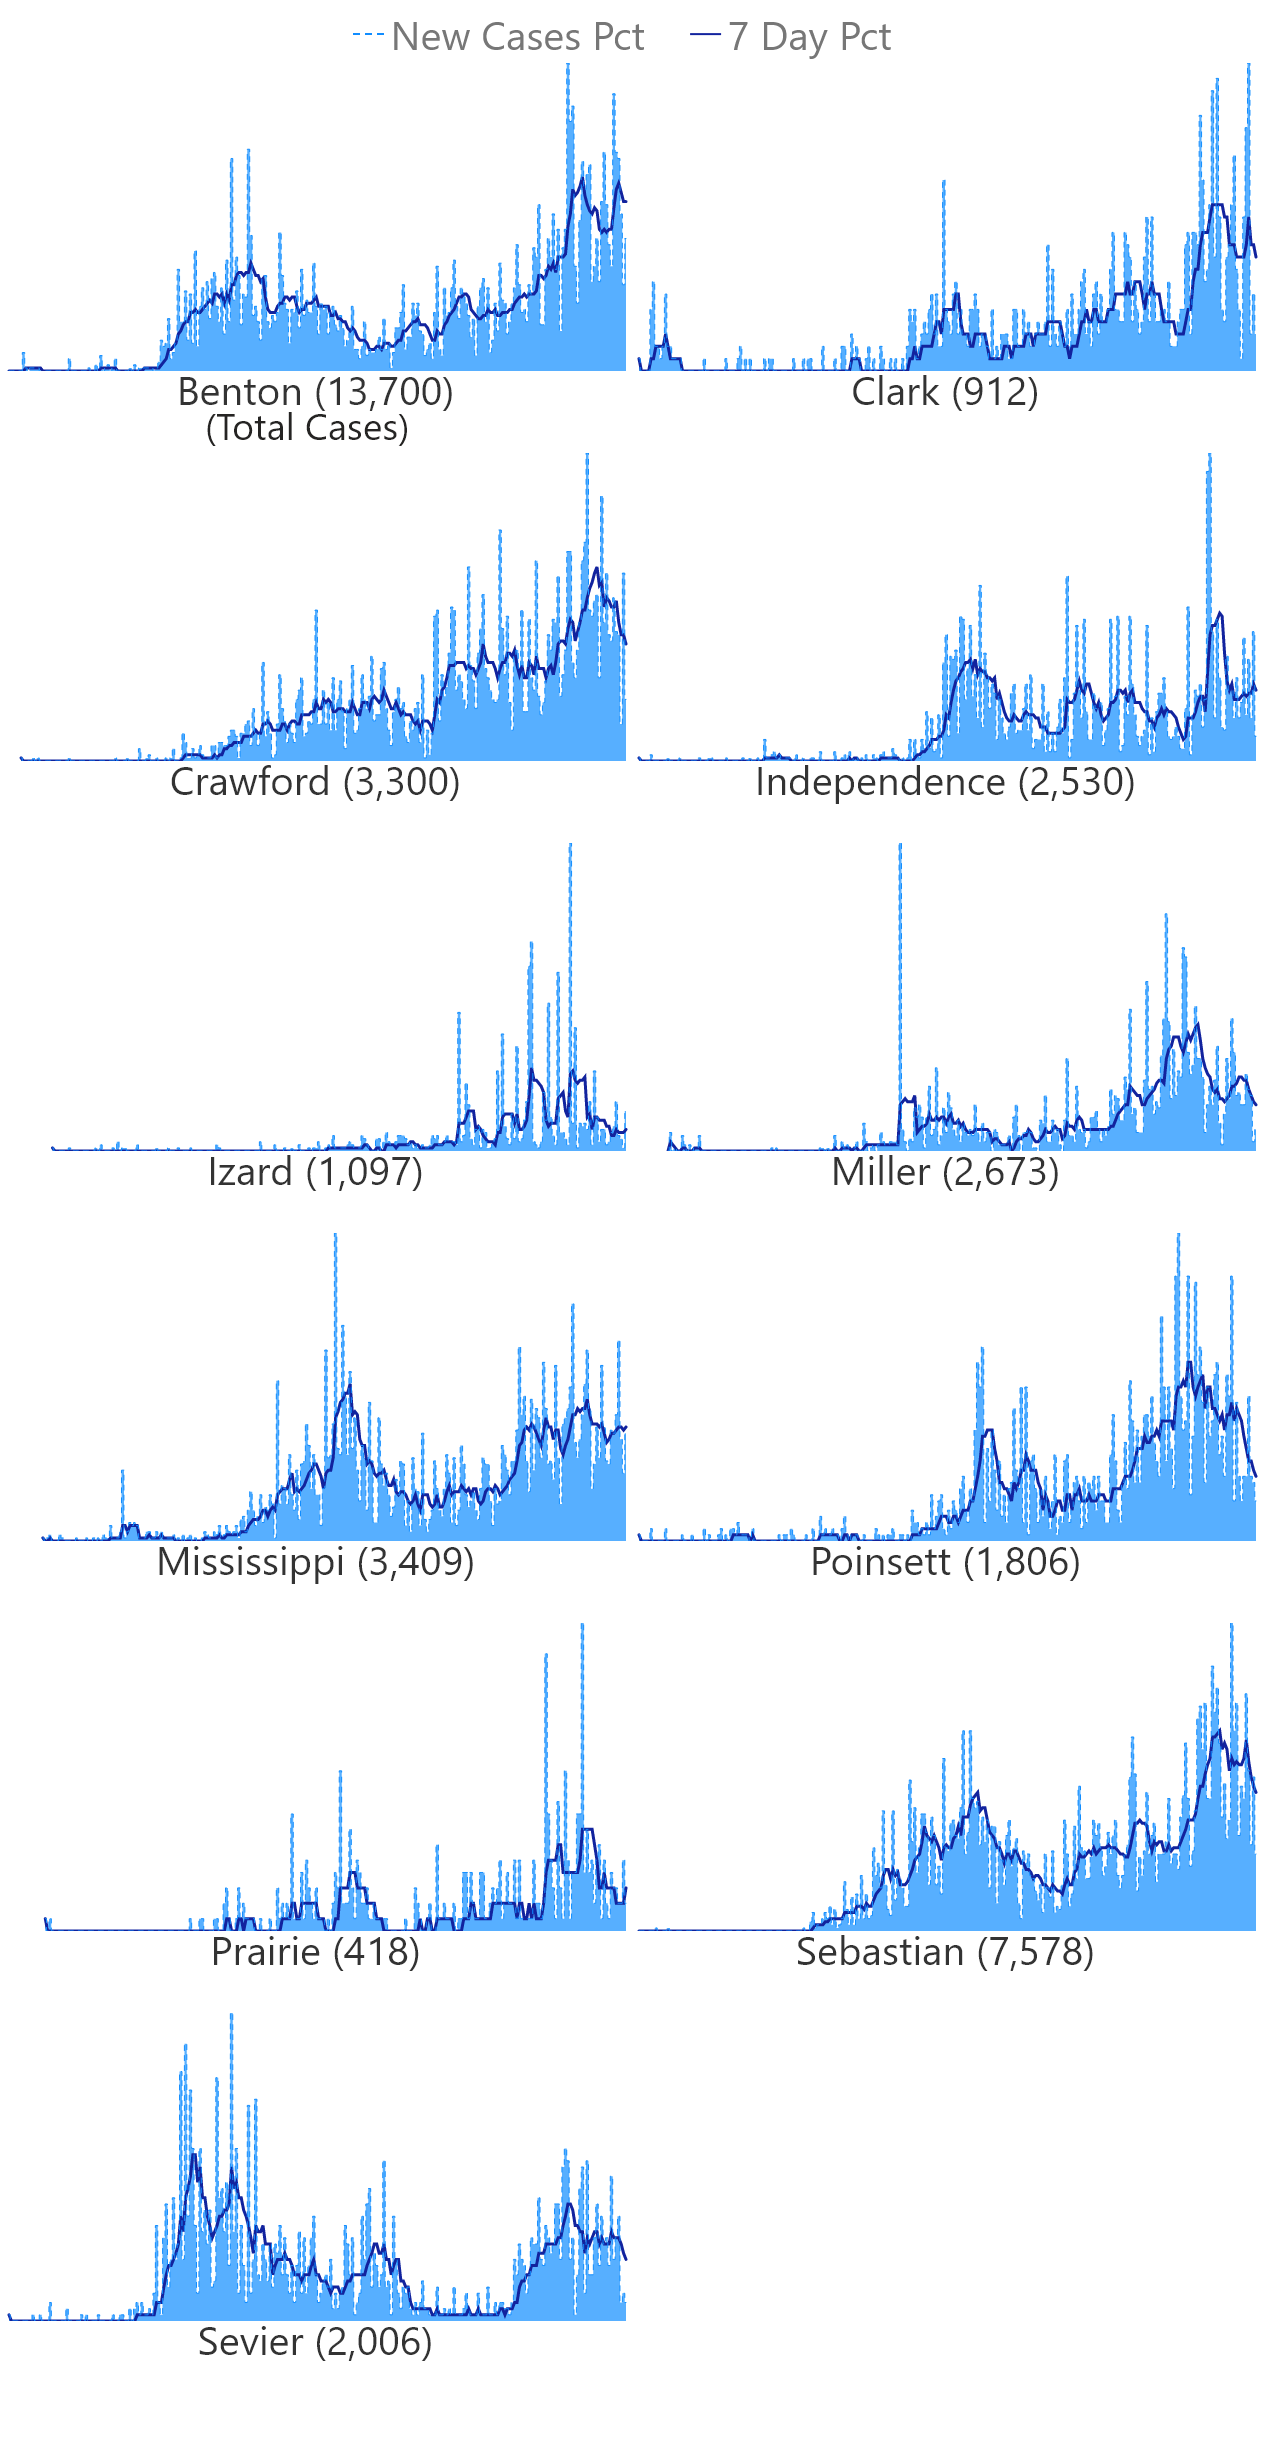 New Cases Pct 7 Day Pct
Benton (13,700) Clark (912)
(Total Cases)
Crawford (3,300) Independence (2,530)
Izard (1,097) Miller (2,673)
Mississippi (3,409) Poinsett (1,806)
Prairie (418) Sebastian (7,578)
Sevier (2,006)